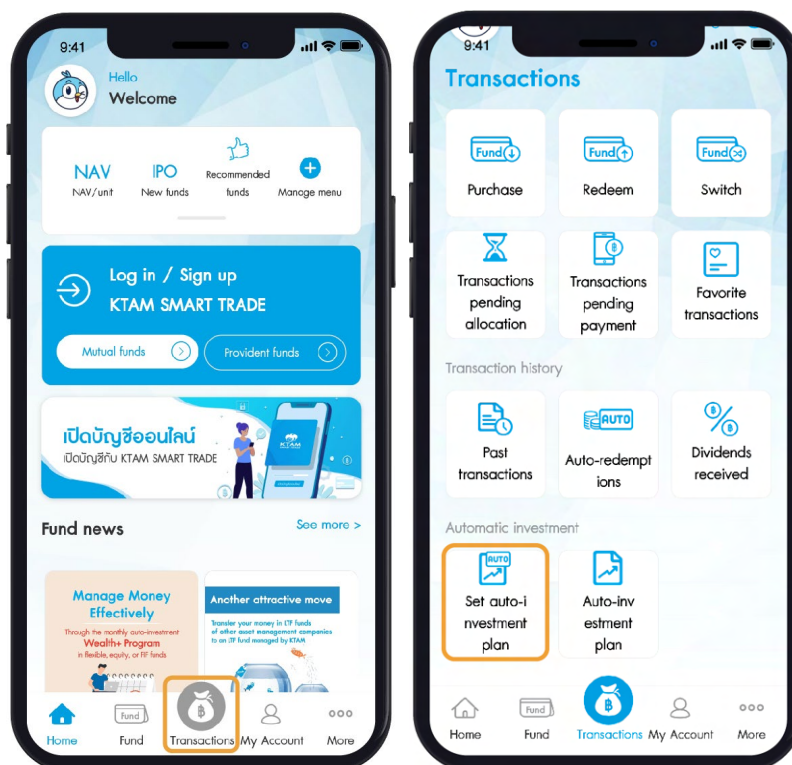 9:41
Hello
Welcome
NAV
NAV/unit
IPO
New funds
Recommended
funds
Manage menu
Log in / Sign up
KTAM SMART TRADE
Mutual funds
Provident funds
เปิดบัญชีออนไลน์
เปิดบัญชีกับ KTAM SMART TRADE
KTAM
Fund news
See more >
Manage Money
Effectively
Through the monthly auto-investment
Wealth+ Program
in flexible, equity, or FIF funds
Another attractive move
Transfer your money in LTF funds
of other asset management companies
to an LTF fund managed by KTAM
Home
Fund
Fund
Transactions
My Account
More
9:41
Transactions
Fund
Purchase
Fund
Redeem
Fund
Switch
Transactions
pending
allocation
Transactions
pending
payment
Favorite
transactions
Transaction history
Past
transactions
AUTO
Auto-redempt
ions
Dividends
received
Automatic investment
AUTO
Set auto-i
nvestment
plan
Auto-inv
estment
plan
Home
Fund
Fund
Transactions
My Account
More